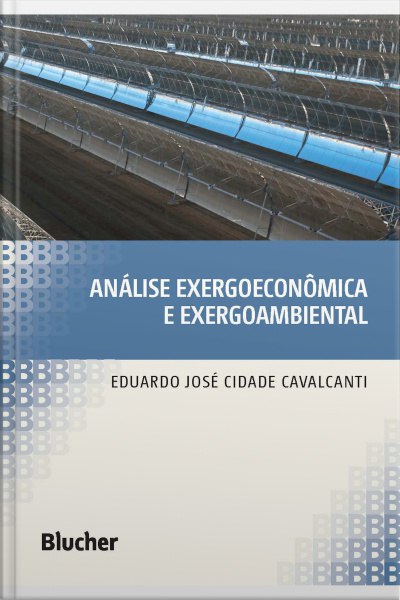 ANÁLISE EXERGOECONÔMICA
E EXERGOAMBIENTAL
EDUARDO JOSÉ CIDADE CAVALCANTI
Blucher